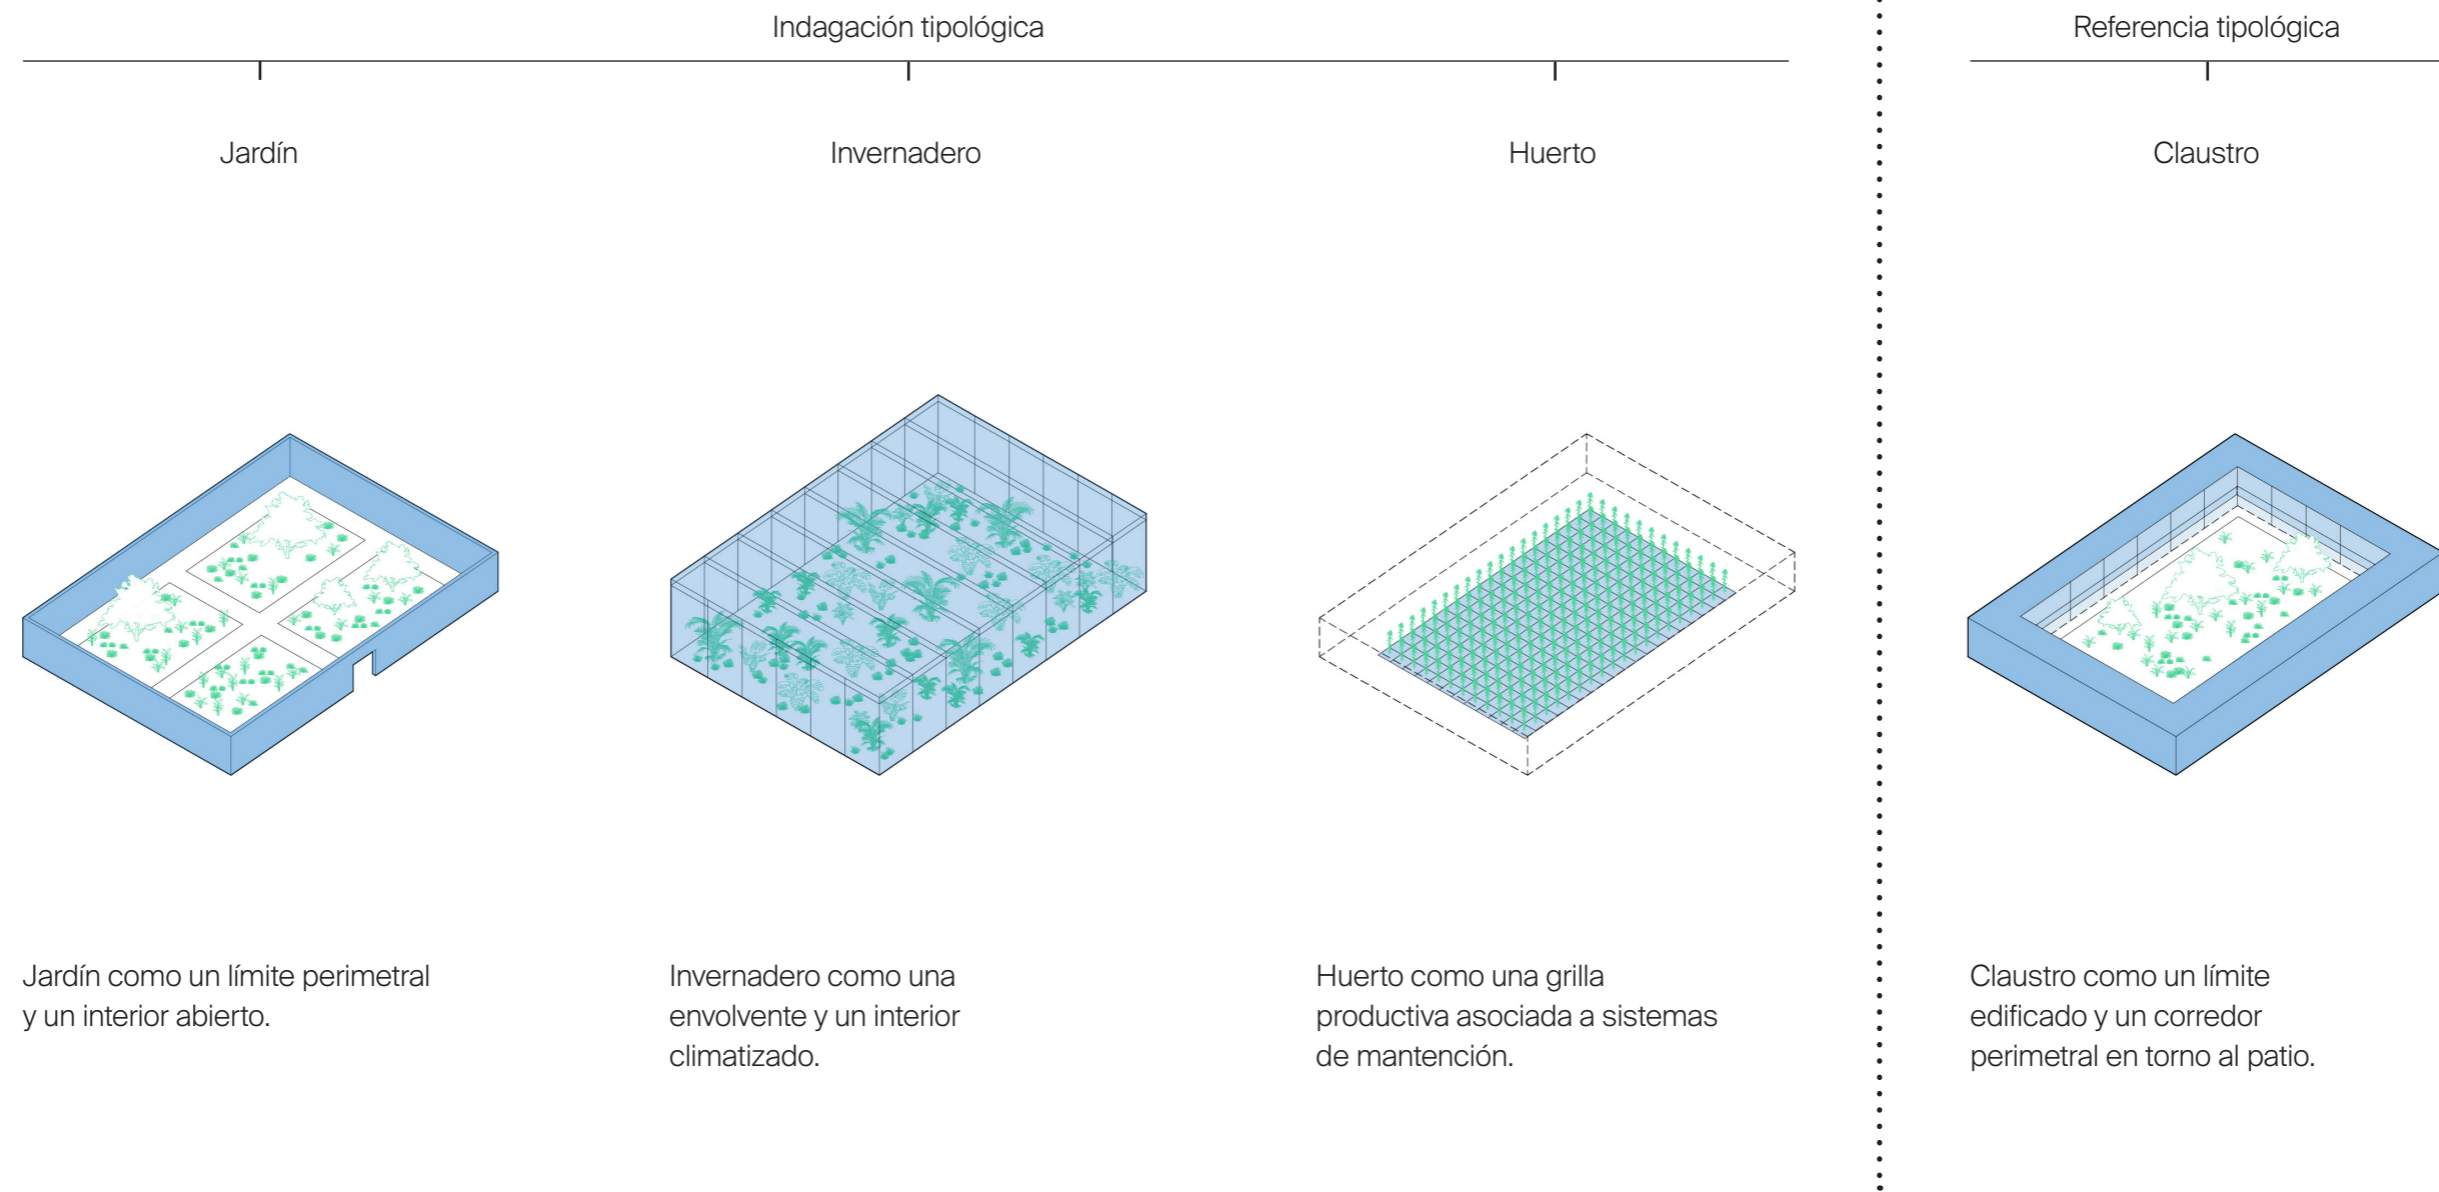 Indagación tipológica
Referencia tipológica
Jardín
Invernadero
Huerto
Claustro
Jardín como un límite perimetral
y un interior abierto.
Invernadero como una
envolvente y un interior
climatizado.
Huerto como una grilla
productiva asociada a sistemas
de mantención.
Claustro como un límite
edificado y un corredor
perimetral en torno al patio.